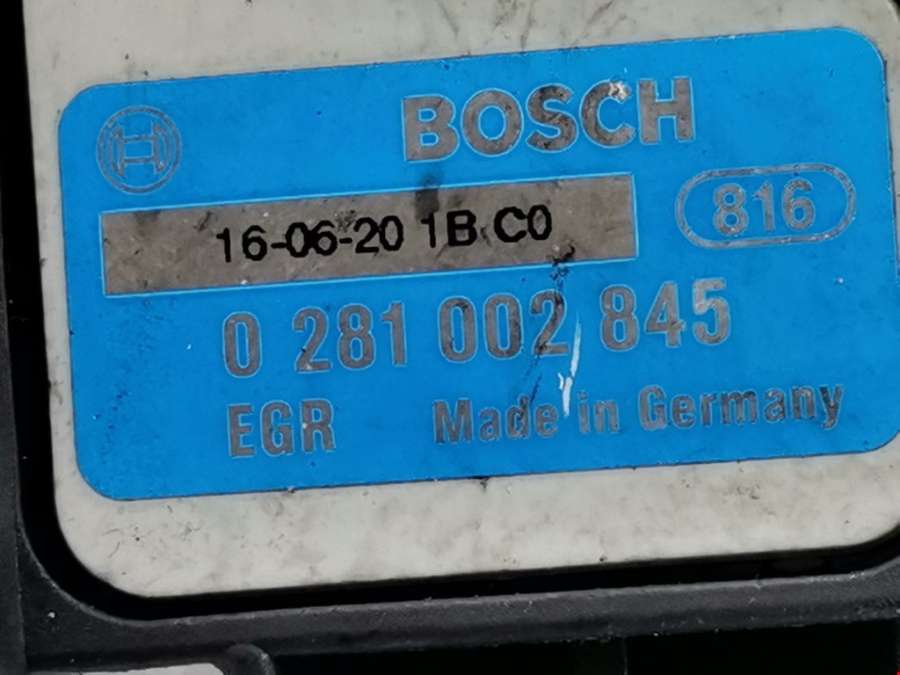 BOSCH
16-06-20 1B C0
816
0 281 002 845
EGR Made in Germany